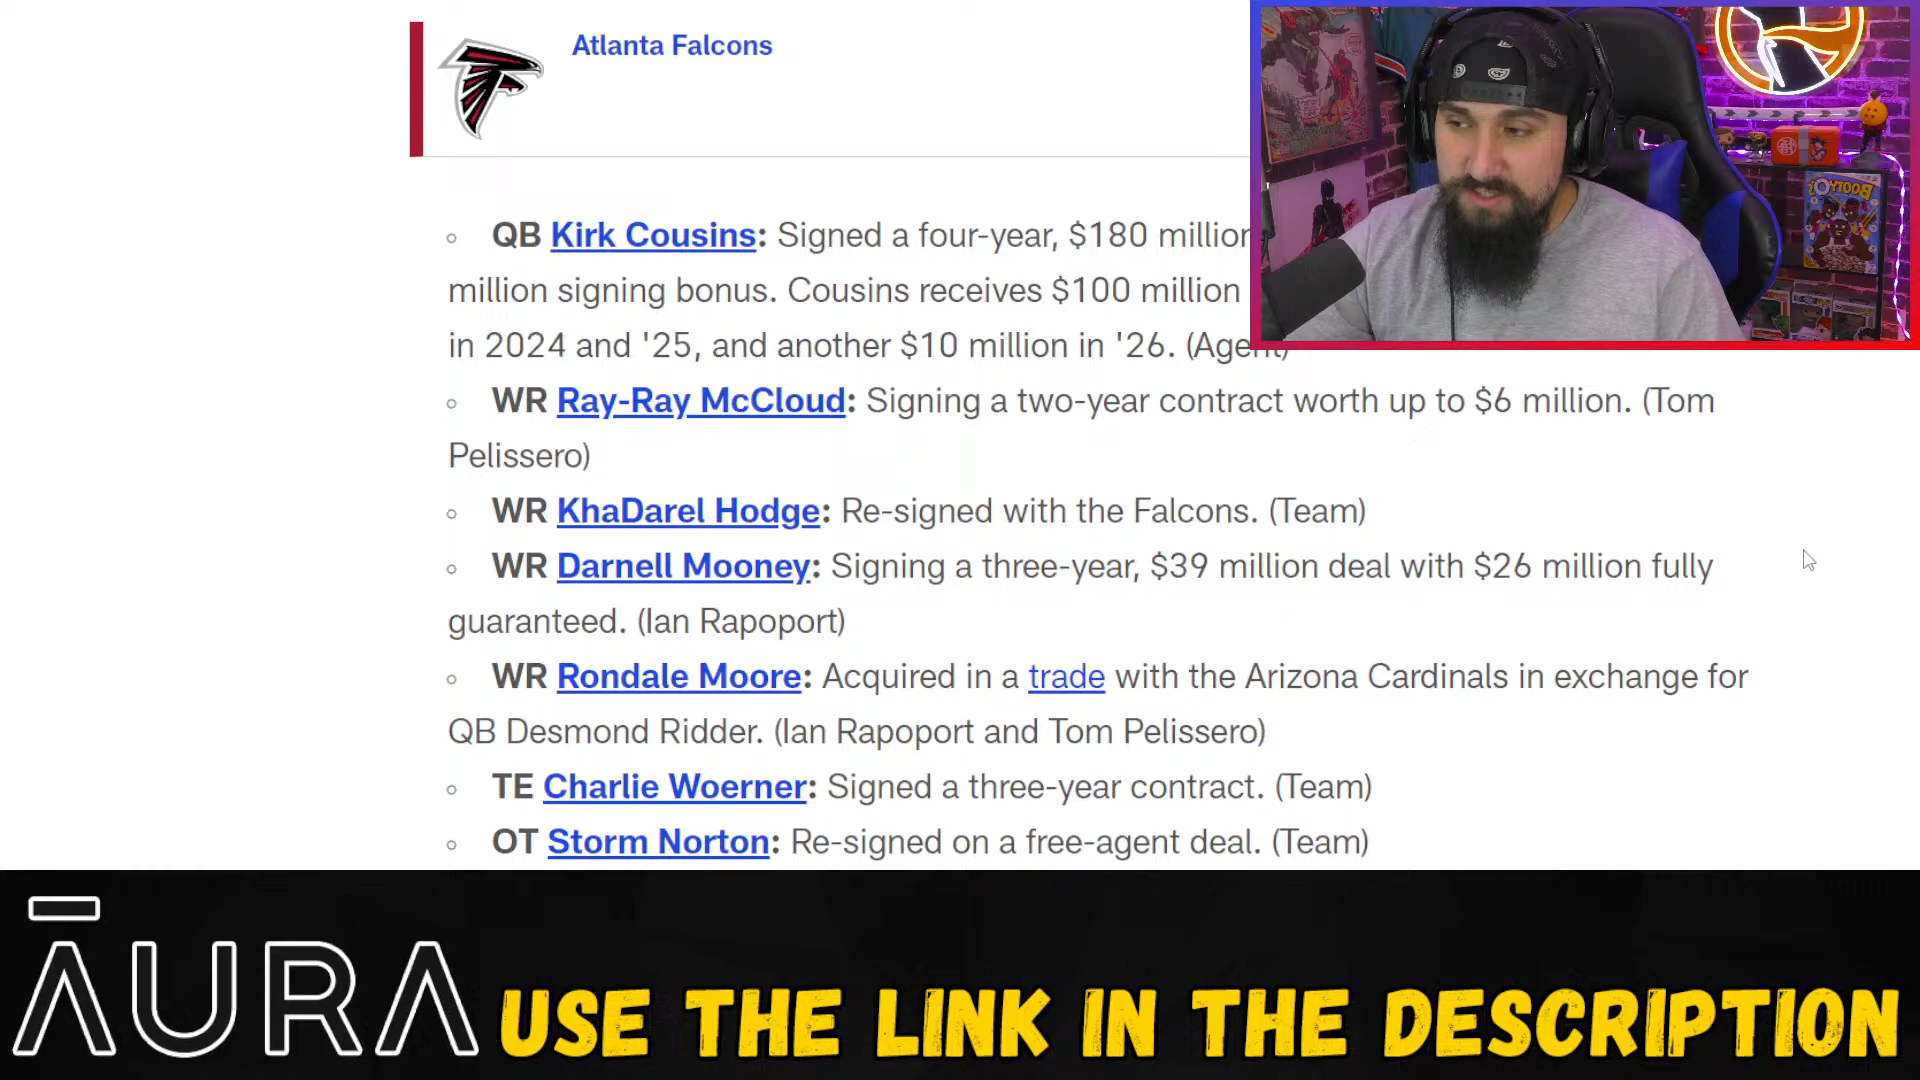 Atlanta Falcons
QB Kirk Cousins: Signed a four-year, $180 million
million signing bonus. Cousins receives $100 million
in 2024 and '25, and another $10 million in '26. (Agent)
WR Ray-Ray McCloud: Signing a two-year contract worth up to $6 million. (Tom
Pelissero)
WR KhaDarel Hodge: Re-signed with the Falcons. (Team)
WR Darnell Mooney: Signing a three-year, $39 million deal with $26 million fully
guaranteed. (Ian Rapoport)
WR Rondale Moore: Acquired in a trade with the Arizona Cardinals in exchange for
QB Desmond Ridder. (Ian Rapoport and Tom Pelissero)
TE Charlie Woerner: Signed a three-year contract. (Team)
OT Storm Norton: Re-signed on a free-agent deal. (Team)
ĀURA USE THE LINK IN THE DESCRIPTION